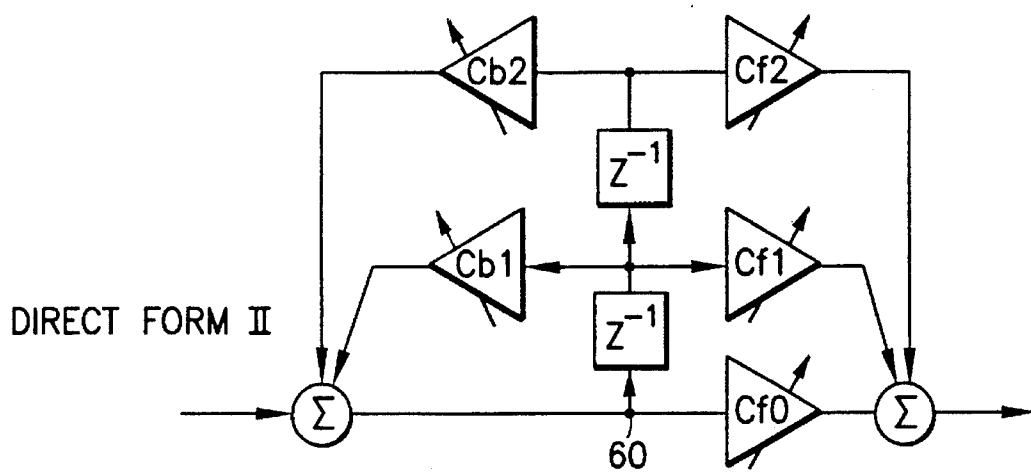 Cb2 Cf2
Z⁻¹
Cb1 Cf1
DIRECT FORM II
Z⁻¹
Σ Cf0 Σ
60